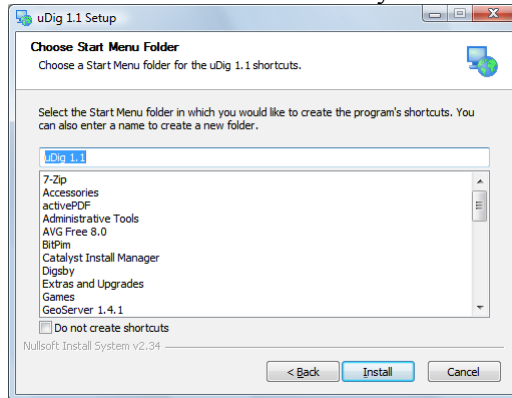 uDig 1.1 Setup
Choose Start Menu Folder
Choose a Start Menu folder for the uDig 1.1 shortcuts.
Select the Start Menu folder in which you would like to create the program's shortcuts. You
can also enter a name to create a new folder.
uDig 1.1
7-Zip
Accessories
activePDF
Administrative Tools
AVG Free 8.0
BitPim
Catalyst Install Manager
Digsby
Extras and Upgrades
Games
GeoServer 1.4.1
Do not create shortcuts
Nullsoft Install System v2.34
< Back
Install
Cancel